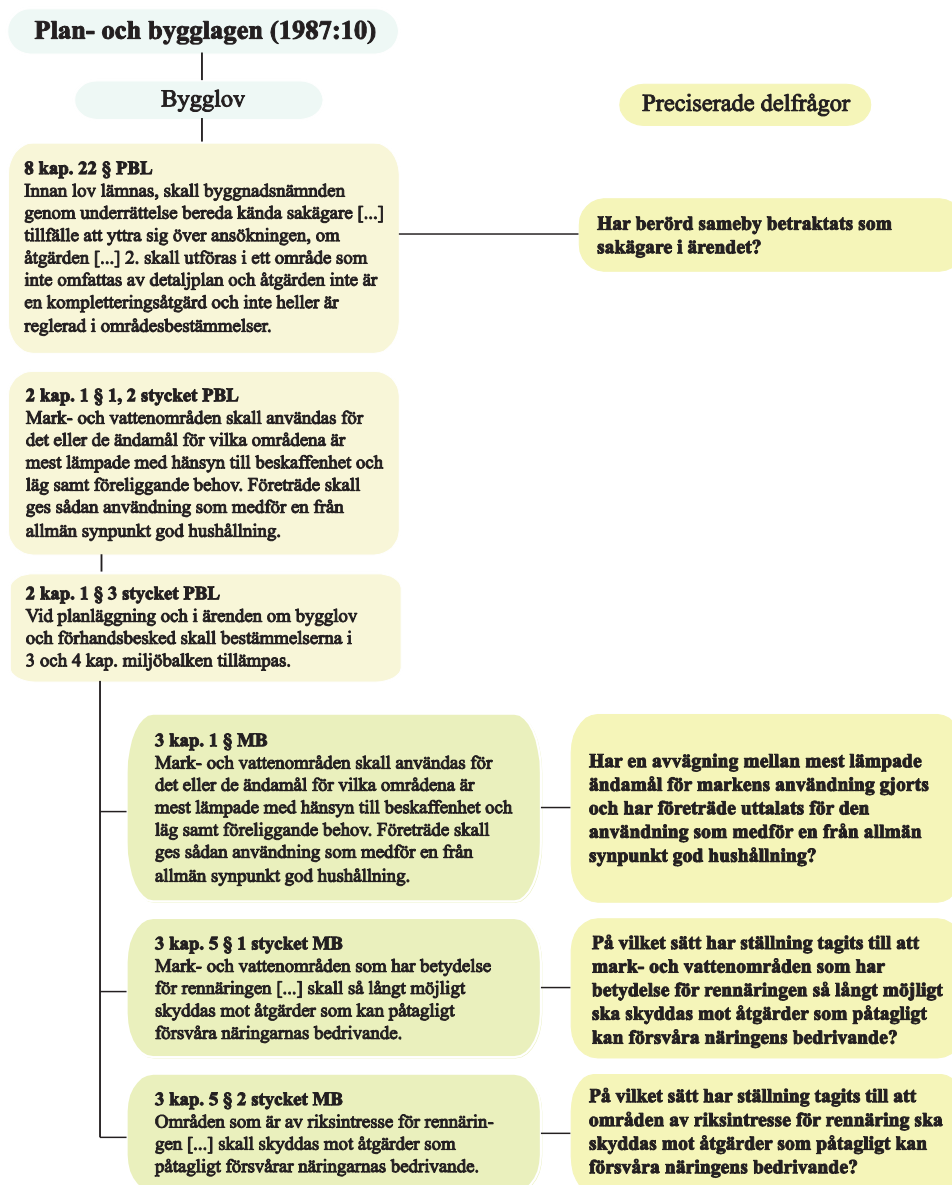 Plan- och bygglagen (1987:10)
Bygglov
Preciserade delfrågor
8 kap. 22 § PBL
Innan lov lämnas, skall byggnadsnämnden
genom underrättelse bereda kända sakägare [...]
tillfälle att yttra sig över ansökningen, om
åtgärden [...] 2. skall utföras i ett område som
inte omfattas av detaljplan och åtgärden inte är
en kompletteringsåtgärd och inte heller är
reglerad i områdesbestämmelser.
Har berörd sameby betraktats som
sakägare i ärendet?
2 kap. 1 § 1, 2 stycket PBL
Mark- och vattenområden skall användas för
det eller de ändamål för vilka områdena är
mest lämpade med hänsyn till beskaffenhet och
läg samt föreliggande behov. Företräde skall
ges sådan användning som medför en från
allmän synpunkt god hushållning.
2 kap. 1 § 3 stycket PBL
Vid planläggning och i ärenden om bygglov
och förhandsbesked skall bestämmelserna i
3 och 4 kap. miljöbalken tillämpas.
3 kap. 1 § MB
Mark- och vattenområden skall användas för
det eller de ändamål för vilka områdena är
mest lämpade med hänsyn till beskaffenhet och
läg samt föreliggande behov. Företräde skall
ges sådan användning som medför en från
allmän synpunkt god hushållning.
Har en avvägning mellan mest lämpade
ändamål för markens användning gjorts
och har företräde uttalats för den
användning som medför en från allmän
synpunkt god hushållning?
3 kap. 5 § 1 stycket MB
Mark- och vattenområden som har betydelse
för rennäringen [...] skall så långt möjligt
skyddas mot åtgärder som kan påtagligt
försvåra näringarnas bedrivande.
På vilket sätt har ställning tagits till att
mark- och vattenområden som har
betydelse för rennäringen så långt möjligt
ska skyddas mot åtgärder som påtagligt
kan försvåra näringens bedrivande?
3 kap. 5 § 2 stycket MB
Områden som är av riksintresse för rennärin-
gen [...] skall skyddas mot åtgärder som
påtagligt försvårar näringarnas bedrivande.
På vilket sätt har ställning tagits till att
områden av riksintresse för rennäring ska
skyddas mot åtgärder som påtagligt kan
försvåra näringens bedrivande?